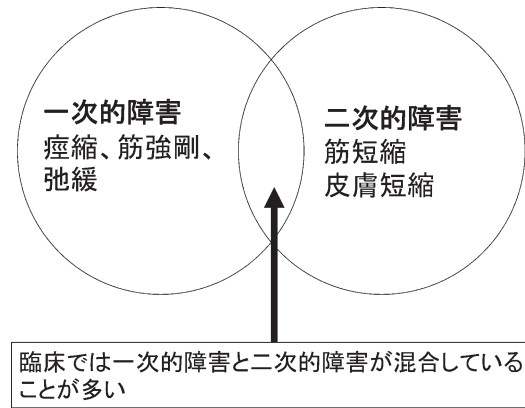 一次的障害
痙縮、筋強剛、
弛緩
二次的障害
筋短縮
皮膚短縮
臨床では一次的障害と二次的障害が混合している
ことが多い